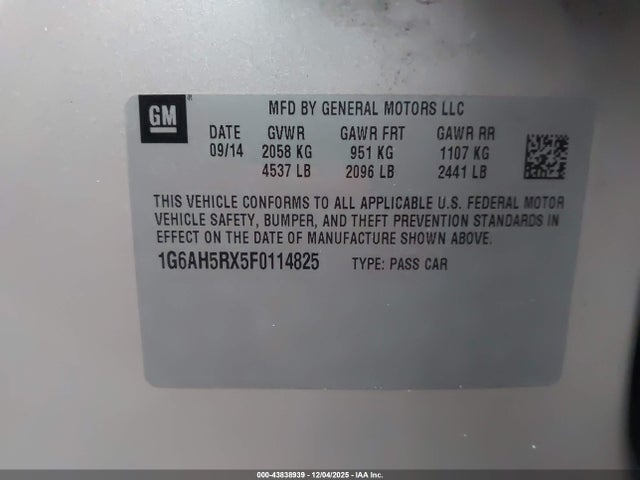 GM ®
MFD BY GENERAL MOTORS LLC
DATE GVWR GAWR FRT GAWR RR
09/14 2058 KG 951 KG 1107 KG
4537 LB 2096 LB 2441 LB
THIS VEHICLE CONFORMS TO ALL APPLICABLE U.S. FEDERAL MOTOR
VEHICLE SAFETY, BUMPER, AND THEFT PREVENTION STANDARDS IN
EFFECT ON THE DATE OF MANUFACTURE SHOWN ABOVE.
1G6AH5RX5F0114825 TYPE: PASS CAR
000-43838939 - 12/04/2025 - IAA Inc.